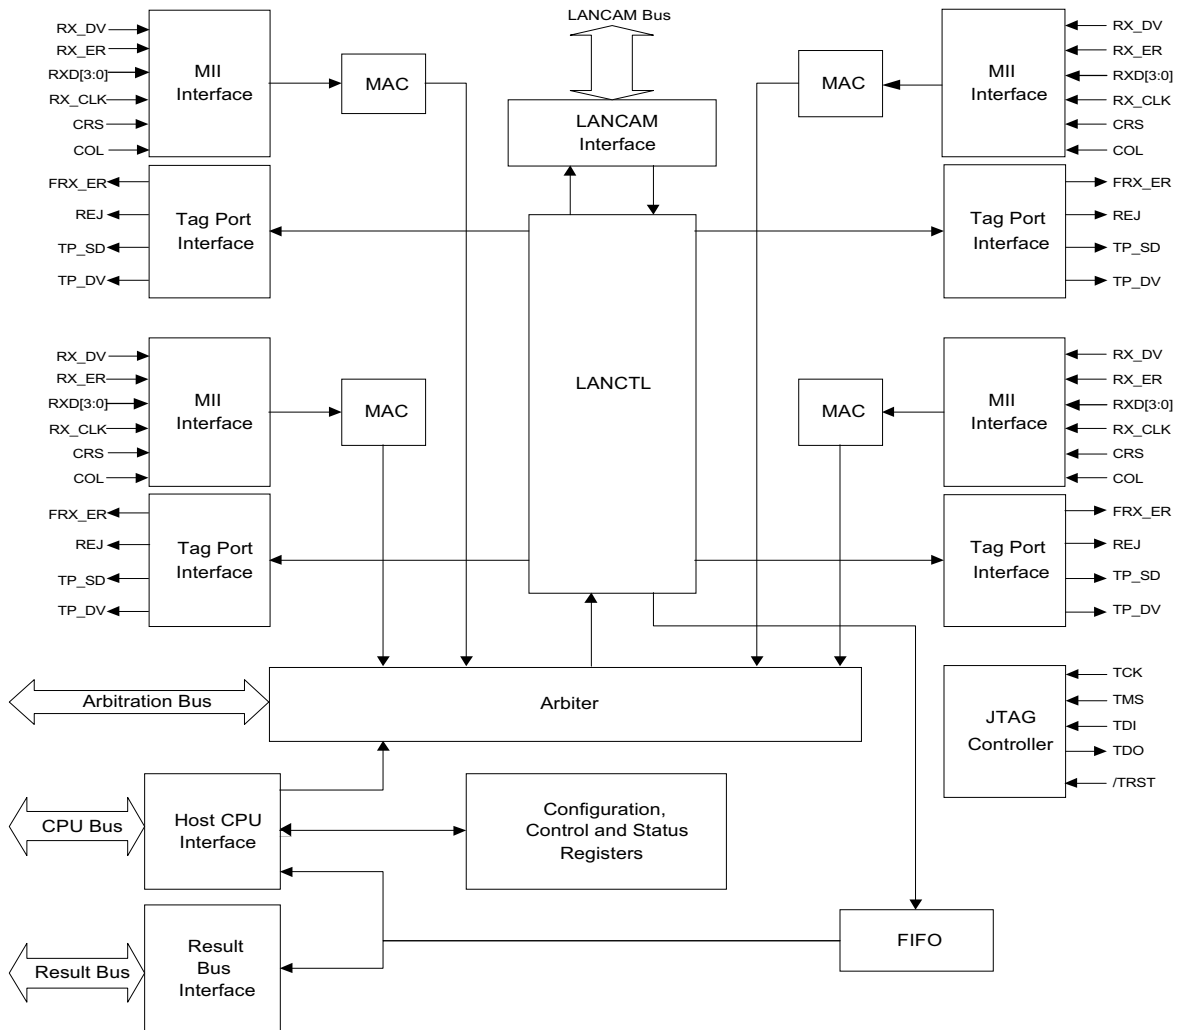 LANCAM Bus
RX_DV
RX_ER
RXD[3:0]
RX_CLK
CRS
COL
MII
Interface
MAC
LANCAM
Interface
MAC
MII
Interface
RX_DV
RX_ER
RXD[3:0]
RX_CLK
CRS
COL
FRX_ER
REJ
TP_SD
TP_DV
Tag Port
Interface
Tag Port
Interface
FRX_ER
REJ
TP_SD
TP_DV
RX_DV
RX_ER
RXD[3:0]
RX_CLK
CRS
COL
MII
Interface
MAC
LANCTL
MAC
MII
Interface
RX_DV
RX_ER
RXD[3:0]
RX_CLK
CRS
COL
FRX_ER
REJ
TP_SD
TP_DV
Tag Port
Interface
Tag Port
Interface
FRX_ER
REJ
TP_SD
TP_DV
Arbitration Bus
Arbiter
JTAG
Controller
TCK
TMS
TDI
TDO
/TRST
CPU Bus
Host CPU
Interface
Configuration,
Control and Status
Registers
Result Bus
Result
Bus
Interface
FIFO